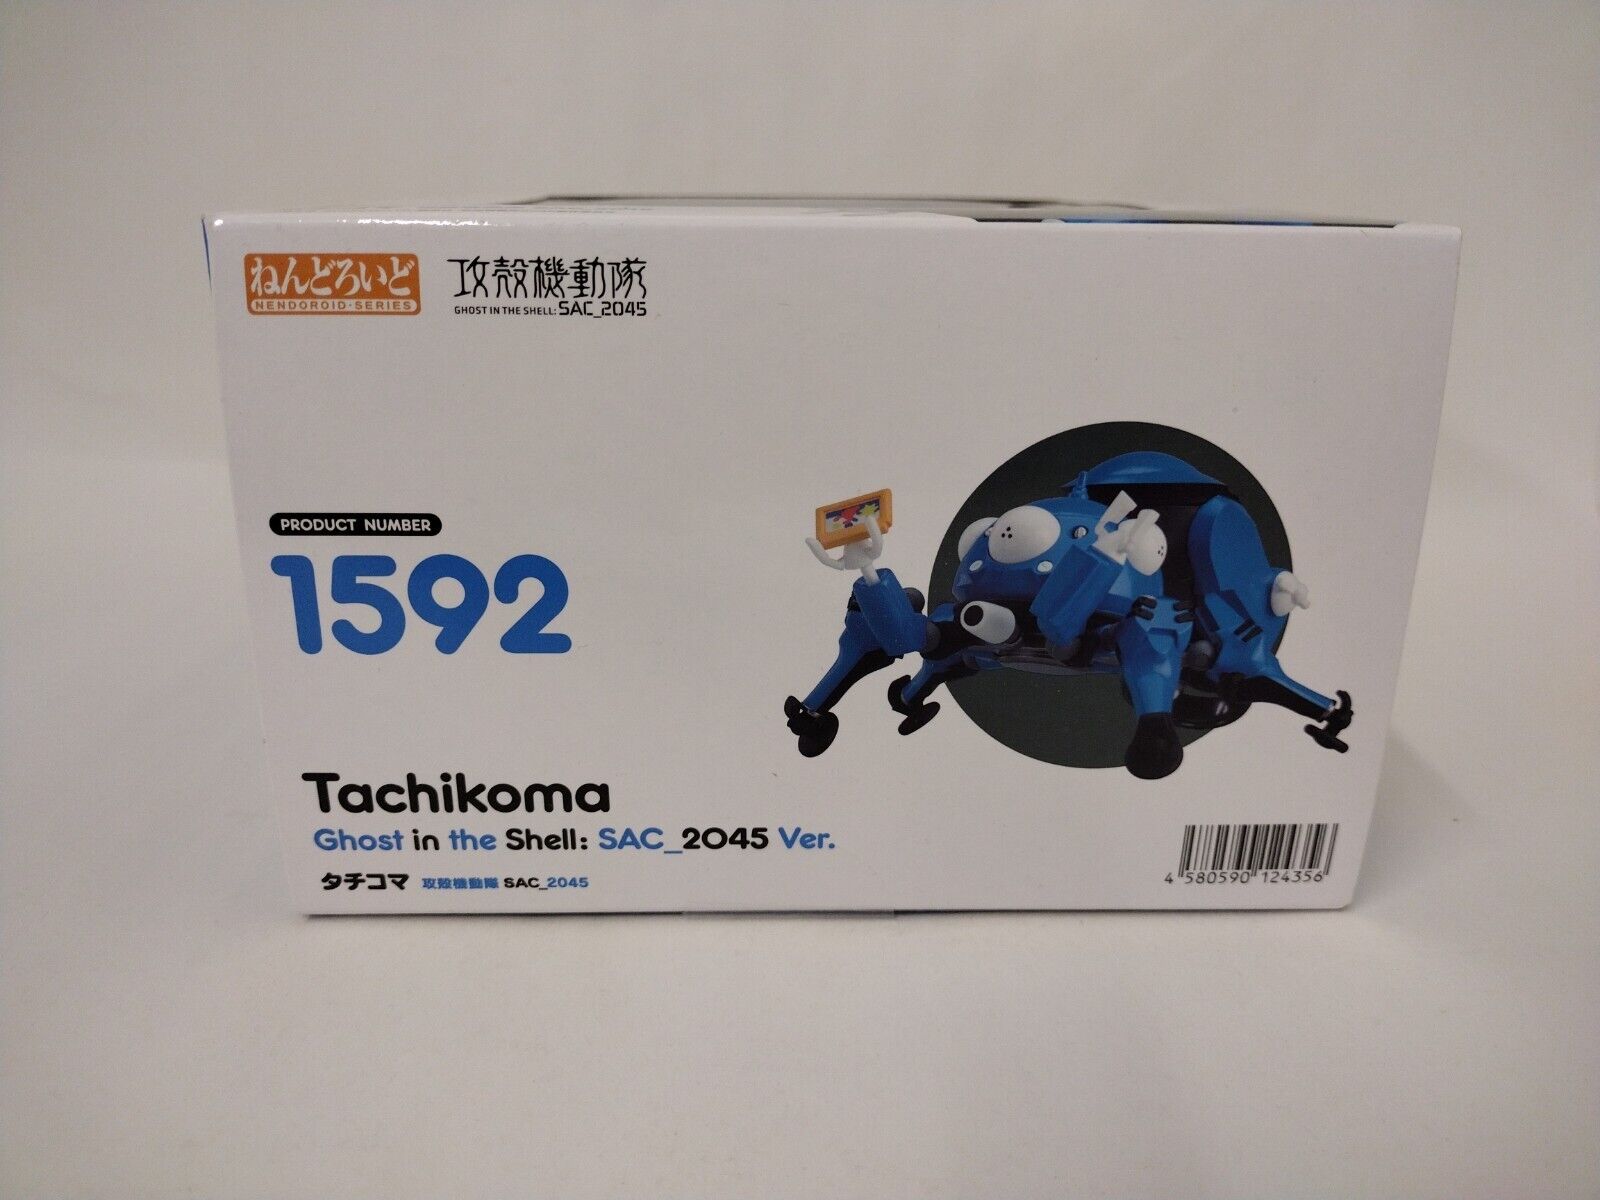 ねんどろいど
NENDOROID・SERIES
攻殻機動隊
GHOST IN THE SHELL: SAC_2045
PRODUCT NUMBER
1592
Tachikoma
Ghost in the Shell: SAC_2045 Ver.
タチコマ 攻殻機動隊 SAC_2045
4 580590 124356